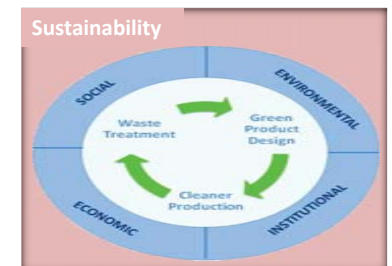 Sustainability
SOCIAL
ENVIRONMENTAL
Waste
Treatment
Green
Product
Design
Cleaner
Production
ECONOMIC
INSTITUTIONAL